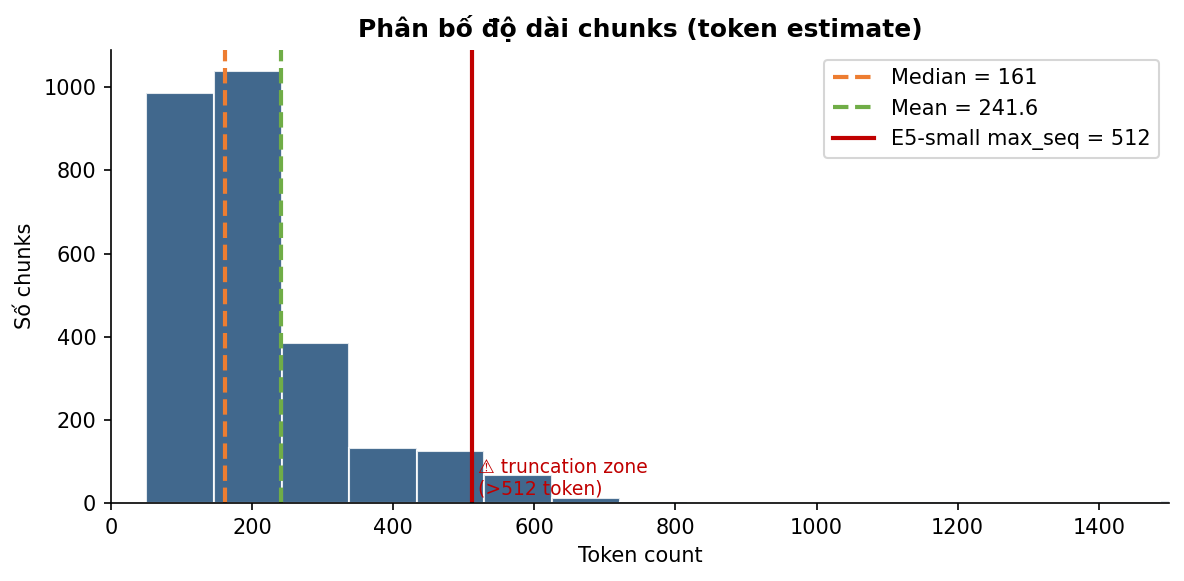 Phân bố độ dài chunks (token estimate)
Median = 161
Mean = 241.6
E5-small max_seq = 512
Số chunks
1000
800
600
400
200
0
⚠ truncation zone
(>512 token)
0 200 400 600 800 1000 1200 1400
Token count